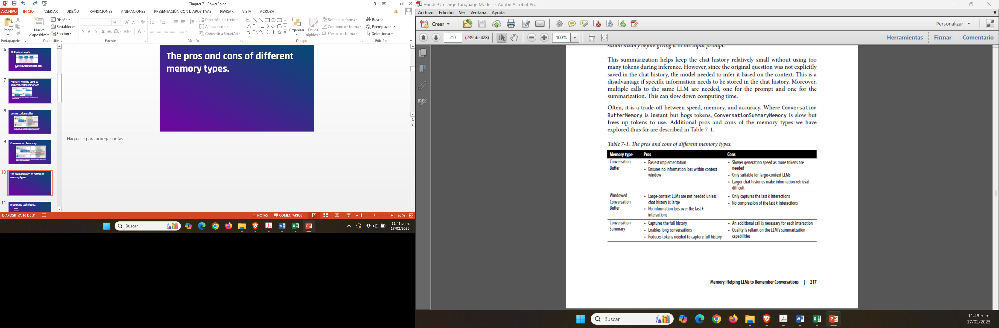 Chapter 7 - PowerPoint
ARCHIVO INICIO INSERTAR DISEÑO TRANSICIONES ANIMACIONES PRESENTACIÓN CON DIAPOSITIVAS REVISAR VISTA ACROBAT
Pegar
Nueva
diapositiva
Diseño
Restablecer
Sección
14
N K S S abc AV Aa A
Dirección del texto
Alinear texto
Convertir a SmartArt
Organizar
Estilos
rápidos
Relleno de forma
Contorno de forma
Efectos de forma
Buscar
Reemplazar
Seleccionar
Portapapeles Diapositivas Fuente Párrafo Dibujo Edición
6
Multiple prompts
7
Memory: Helping LLMs to
Remember Conversations
8
Conversation Buffer
9
Conversation Summary
10
The pros and cons of different
memory types.
11
prompting techniques:
The pros and cons of different
memory types.
Haga clic para agregar notas
DIAPOSITIVA 10 DE 31
NOTAS COMENTARIOS 20 %
Buscar
11:48 p. m.
17/02/2025
Hands-On Large Language Models - Adobe Acrobat Pro
Archivo Edición Ver Ventana Ayuda
Crear
Personalizar
217 (239 de 428) 100%
Herramientas Firmar Comentario
sation history before giving it to the input prompt.
This summarization helps keep the chat history relatively small without using too
many tokens during inference. However, since the original question was not explicitly
saved in the chat history, the model needed to infer it based on the context. This is a
disadvantage if specific information needs to be stored in the chat history. Moreover,
multiple calls to the same LLM are needed, one for the prompt and one for the
summarization. This can slow down computing time.
Often, it is a trade-off between speed, memory, and accuracy. Where Conversation
BufferMemory is instant but hogs tokens, ConversationSummaryMemory is slow but
frees up tokens to use. Additional pros and cons of the memory types we have
explored thus far are described in Table 7-1.
Table 7-1. The pros and cons of different memory types.
Memory type Pros Cons
Conversation
Buffer
• Easiest implementation
• Ensures no information loss within context
window
• Slower generation speed as more tokens are
needed
• Only suitable for large-context LLMs
• Larger chat histories make information retrieval
difficult
Windowed
Conversation
Buffer
• Large-context LLMs are not needed unless
chat history is large
• No information loss over the last k
interactions
• Only captures the last k interactions
• No compression of the last k interactions
Conversation
Summary
• Captures the full history
• Enables long conversations
• Reduces tokens needed to capture full history
• An additional call is necessary for each interaction
• Quality is reliant on the LLM's summarization
capabilities
Memory: Helping LLMs to Remember Conversations | 217
Buscar
11:48 p. m.
17/02/2025